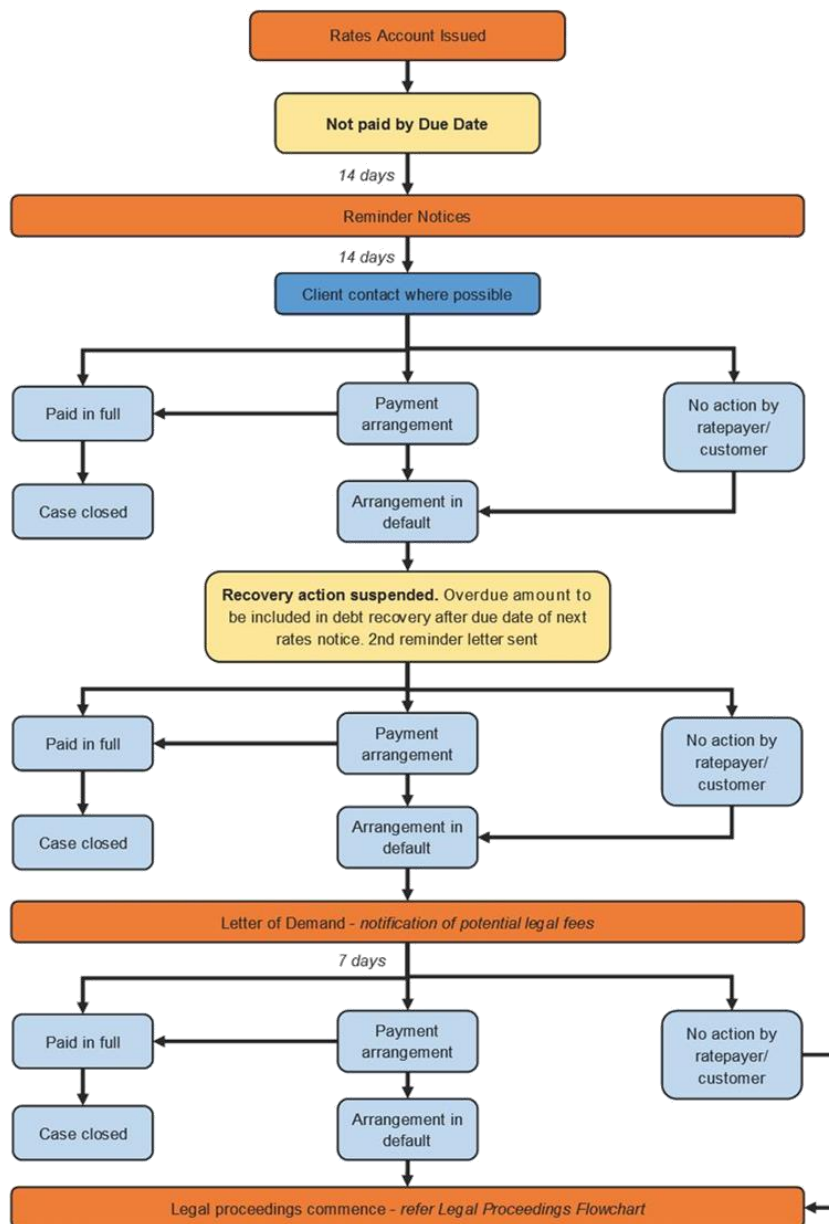 Rates Account Issued
Not paid by Due Date
14 days
Reminder Notices
14 days
Client contact where possible
Paid in full
Payment
arrangement
No action by
ratepayer/
customer
Case closed
Arrangement in
default
Recovery action suspended. Overdue amount to
be included in debt recovery after due date of next
rates notice. 2nd reminder letter sent
Paid in full
Payment
arrangement
No action by
ratepayer/
customer
Case closed
Arrangement in
default
Letter of Demand - notification of potential legal fees
7 days
Paid in full
Payment
arrangement
No action by
ratepayer/
customer
Case closed
Arrangement in
default
Legal proceedings commence - refer Legal Proceedings Flowchart